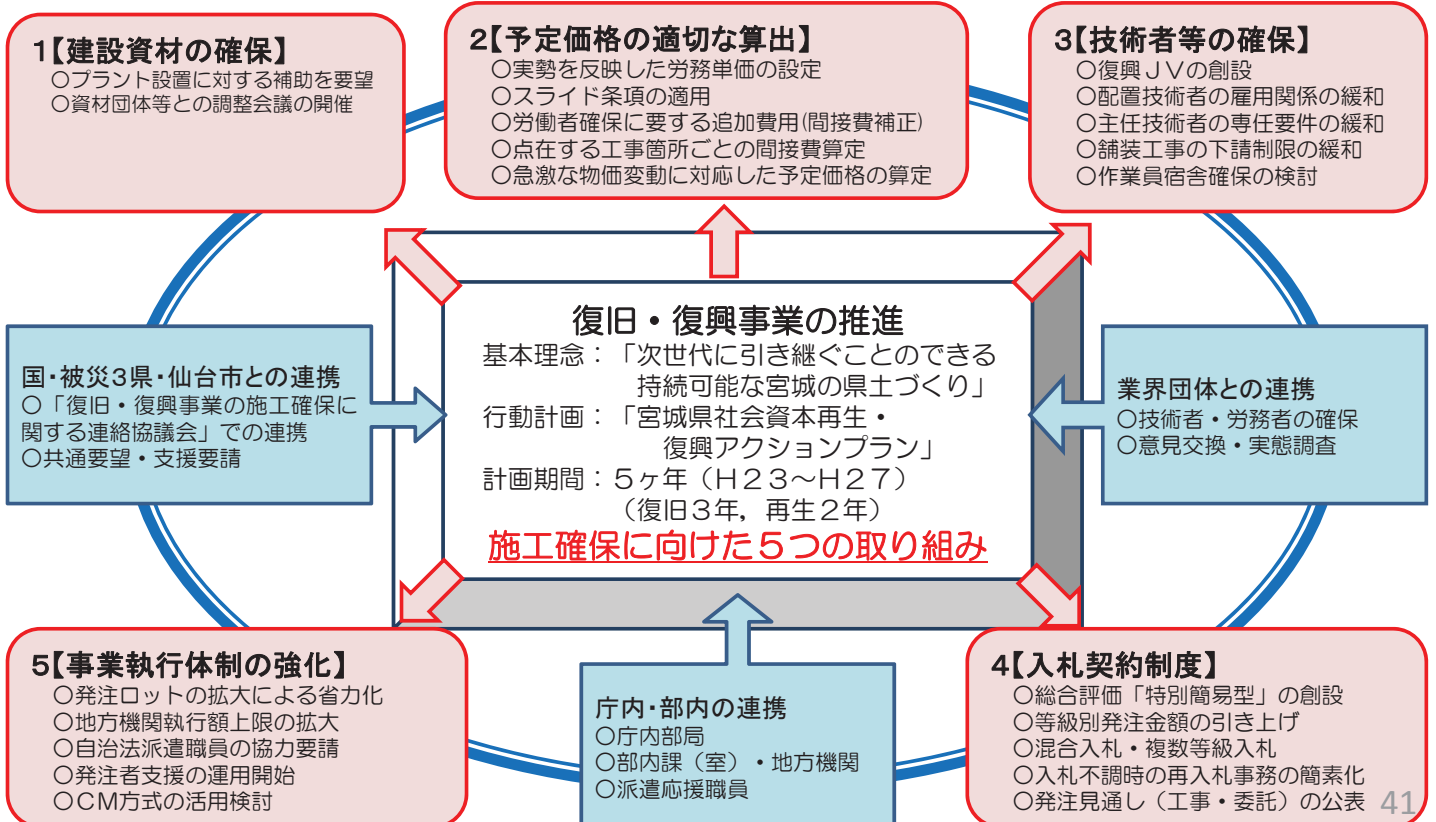 1【建設資材の確保】
○プラント設置に対する補助を要望
○資材団体等との調整会議の開催
2【予定価格の適切な算出】
○実勢を反映した労務単価の設定
○スライド条項の適用
○労働者確保に要する追加費用(間接費補正)
○点在する工事箇所ごとの間接費算定
○急激な物価変動に対応した予定価格の算定
3【技術者等の確保】
○復興ＪＶの創設
○配置技術者の雇用関係の緩和
○主任技術者の専任要件の緩和
○舗装工事の下請制限の緩和
○作業員宿舎確保の検討
国・被災3県・仙台市との連携
○「復旧・復興事業の施工確保に
関する連絡協議会」での連携
○共通要望・支援要請
復旧・復興事業の推進
基本理念：「次世代に引き継ぐことのできる
持続可能な宮城の県土づくり」
行動計画：「宮城県社会資本再生・
復興アクションプラン」
計画期間：５ヶ年（Ｈ２３～Ｈ２７）
（復旧３年，再生２年）
施工確保に向けた５つの取り組み
業界団体との連携
○技術者・労務者の確保
○意見交換・実態調査
5【事業執行体制の強化】
○発注ロットの拡大による省力化
○地方機関執行額上限の拡大
○自治法派遣職員の協力要請
○発注者支援の運用開始
○ＣＭ方式の活用検討
庁内・部内の連携
○庁内部局
○部内課（室）・地方機関
○派遣応援職員
4【入札契約制度】
○総合評価「特別簡易型」の創設
○等級別発注金額の引き上げ
○混合入札・複数等級入札
○入札不調時の再入札事務の簡素化
○発注見通し（工事・委託）の公表
41